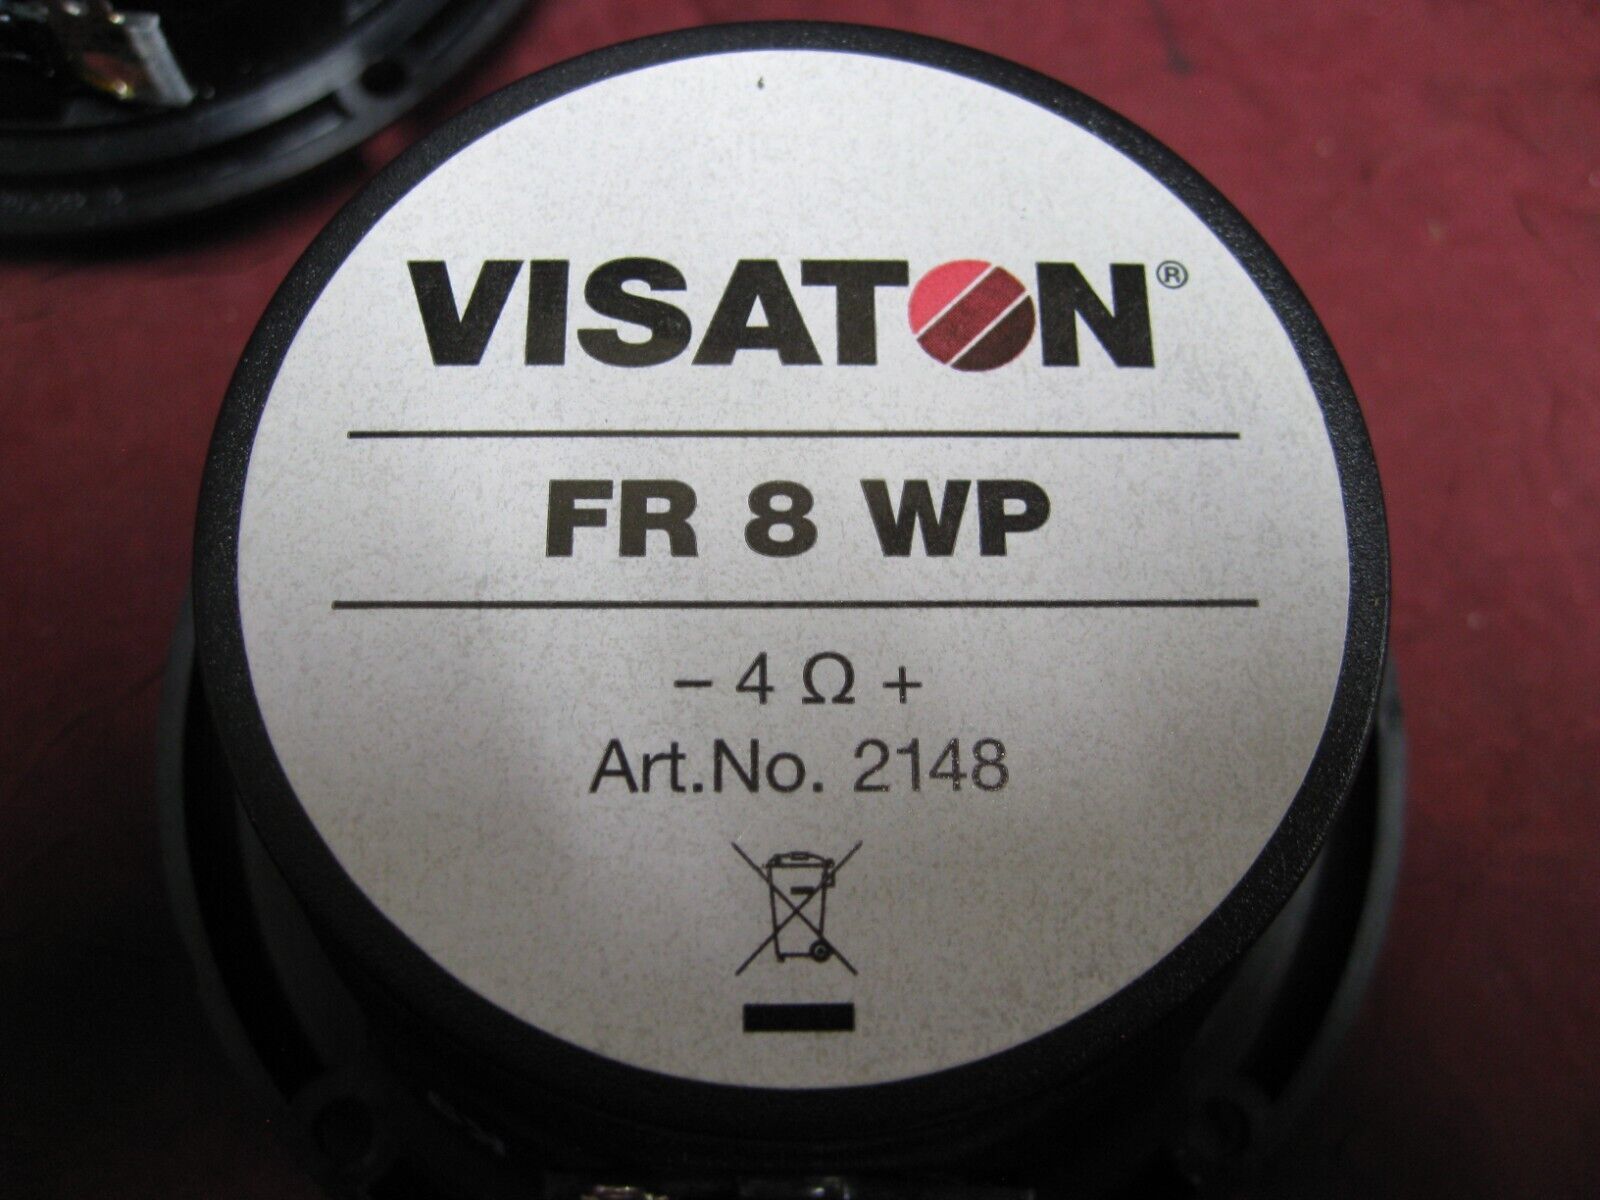 VISATON®
FR 8 WP
– 4 Ω +
Art.No. 2148